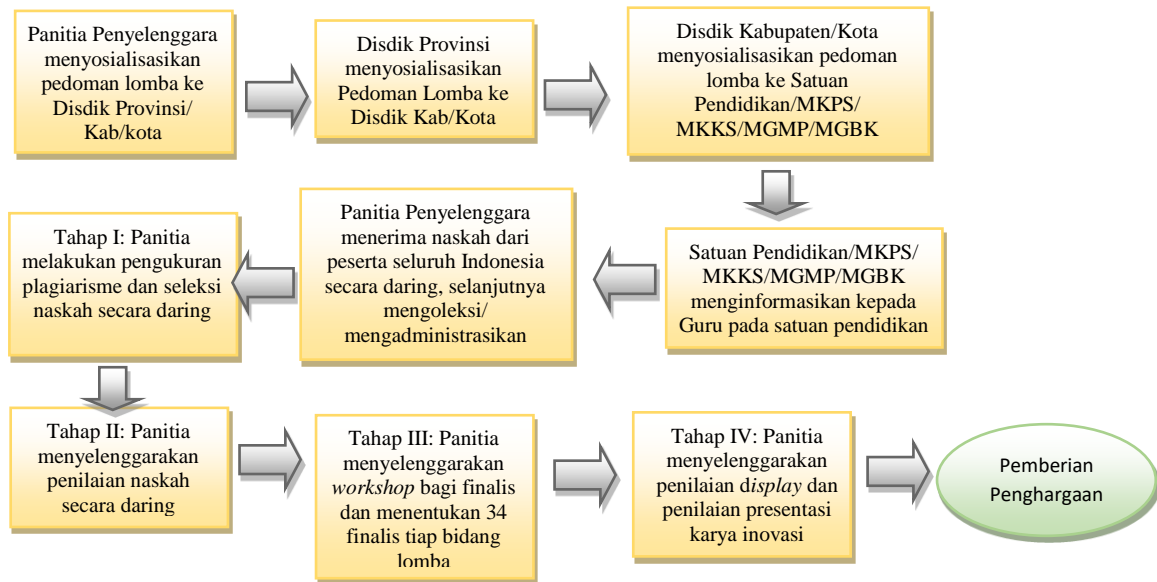 Panitia Penyelenggara
menyosialisasikan
pedoman lomba ke
Disdik Provinsi/
Kab/kota
Disdik Provinsi
menyosialisasikan
Pedoman Lomba ke
Disdik Kab/Kota
Disdik Kabupaten/Kota
menyosialisasikan pedoman
lomba ke Satuan
Pendidikan/MKPS/
MKKS/MGMP/MGBK
Satuan Pendidikan/MKPS/
MKKS/MGMP/MGBK
menginformasikan kepada
Guru pada satuan pendidikan
Panitia Penyelenggara
menerima naskah dari
peserta seluruh Indonesia
secara daring, selanjutnya
mengoleksi/
mengadministrasikan
Tahap I: Panitia
melakukan pengukuran
plagiarisme dan seleksi
naskah secara daring
Tahap II: Panitia
menyelenggarakan
penilaian naskah
secara daring
Tahap III: Panitia
menyelenggarakan
workshop bagi finalis
dan menentukan 34
finalis tiap bidang
lomba
Tahap IV: Panitia
menyelenggarakan
penilaian display dan
penilaian presentasi
karya inovasi
Pemberian
Penghargaan